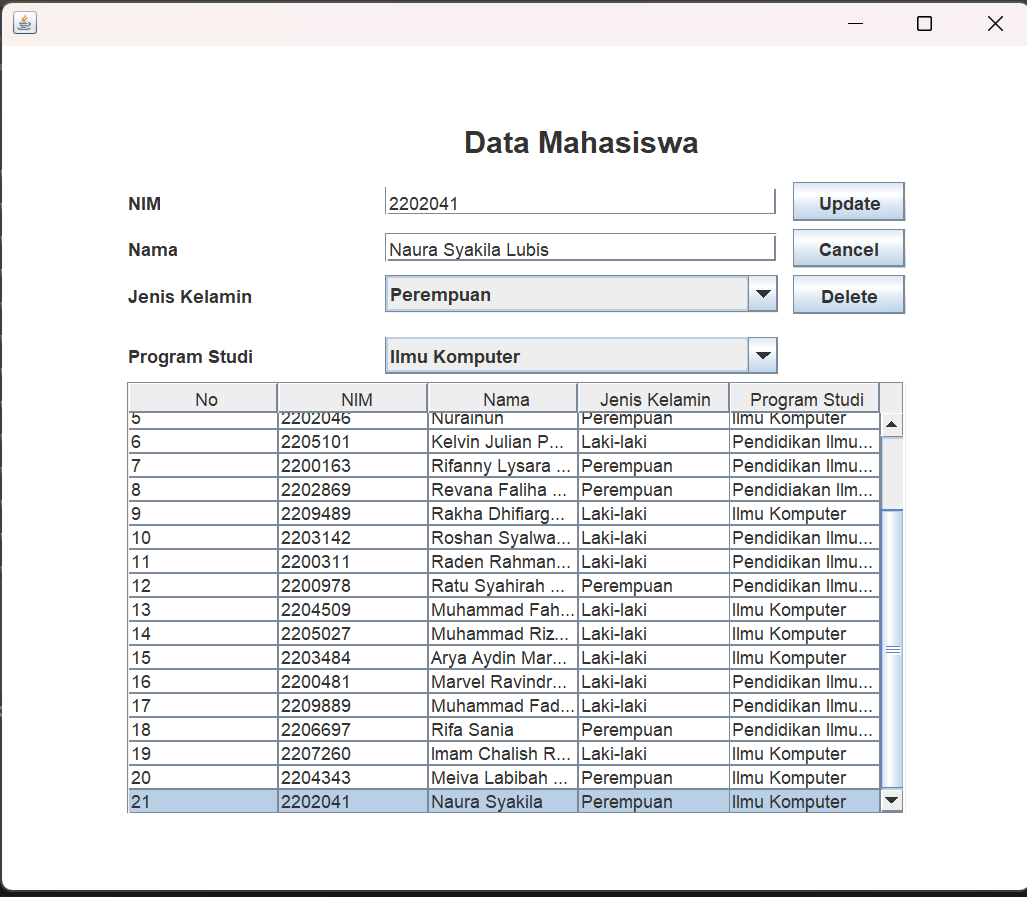 Data Mahasiswa
NIM 2202041 Update
Nama Naura Syakila Lubis Cancel
Jenis Kelamin Perempuan Delete
Program Studi Ilmu Komputer
No NIM Nama Jenis Kelamin Program Studi
5 2202046 Nurainun Perempuan Ilmu Komputer
6 2205101 Kelvin Julian P... Laki-laki Pendidikan Ilmu...
7 2200163 Rifanny Lysara ... Perempuan Pendidikan Ilmu...
8 2202869 Revana Faliha ... Perempuan Pendidiakan Ilm...
9 2209489 Rakha Dhifiarg... Laki-laki Ilmu Komputer
10 2203142 Roshan Syalwa... Laki-laki Pendidikan Ilmu...
11 2200311 Raden Rahman... Laki-laki Pendidikan Ilmu...
12 2200978 Ratu Syahirah ... Perempuan Pendidikan Ilmu...
13 2204509 Muhammad Fah... Laki-laki Ilmu Komputer
14 2205027 Muhammad Riz... Laki-laki Ilmu Komputer
15 2203484 Arya Aydin Mar... Laki-laki Ilmu Komputer
16 2200481 Marvel Ravindr... Laki-laki Pendidikan Ilmu...
17 2209889 Muhammad Fad... Laki-laki Pendidikan Ilmu...
18 2206697 Rifa Sania Perempuan Pendidikan Ilmu...
19 2207260 Imam Chalish R... Laki-laki Ilmu Komputer
20 2204343 Meiva Labibah ... Perempuan Ilmu Komputer
21 2202041 Naura Syakila Perempuan Ilmu Komputer